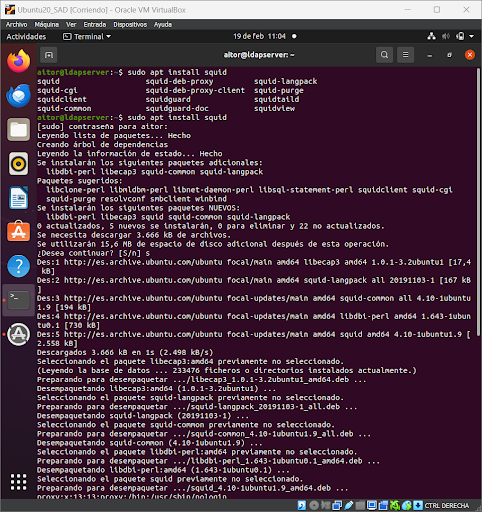 Ubuntu20_SAD [Corriendo] - Oracle VM VirtualBox
Archivo Máquina Ver Entrada Dispositivos Ayuda
Actividades Terminal 19 de feb 11:04
aitor@ldapserver: ~
aitor@ldapserver:~$ sudo apt install squid
squid squid-deb-proxy squid-langpack
squid-cgi squid-deb-proxy-client squid-purge
squidclient squidguard squidtaild
squid-common squidguard-doc squidview
aitor@ldapserver:~$ sudo apt install squid
[sudo] contraseña para aitor:
Leyendo lista de paquetes... Hecho
Creando árbol de dependencias
Leyendo la información de estado... Hecho
Se instalarán los siguientes paquetes adicionales:
libdbi-perl libecap3 squid-common squid-langpack
Paquetes sugeridos:
libclone-perl libmldbm-perl libnet-daemon-perl libsql-statement-perl squidclient squid-cgi
squid-purge resolvconf smbclient winbind
Se instalarán los siguientes paquetes NUEVOS:
libdbi-perl libecap3 squid squid-common squid-langpack
0 actualizados, 5 nuevos se instalarán, 0 para eliminar y 22 no actualizados.
Se necesita descargar 3.666 kB de archivos.
Se utilizarán 15,6 MB de espacio de disco adicional después de esta operación.
¿Desea continuar? [S/n] s
Des:1 http://es.archive.ubuntu.com/ubuntu focal/main amd64 libecap3 amd64 1.0.1-3.2ubuntu1 [17,4
kB]
Des:2 http://es.archive.ubuntu.com/ubuntu focal/main amd64 squid-langpack all 20191103-1 [167 kB
]
Des:3 http://es.archive.ubuntu.com/ubuntu focal-updates/main amd64 squid-common all 4.10-1ubuntu
1.9 [194 kB]
Des:4 http://es.archive.ubuntu.com/ubuntu focal-updates/main amd64 libdbi-perl amd64 1.643-1ubun
tu0.1 [730 kB]
Des:5 http://es.archive.ubuntu.com/ubuntu focal-updates/main amd64 squid amd64 4.10-1ubuntu1.9 [
2.558 kB]
Descargados 3.666 kB en 1s (2.498 kB/s)
Seleccionando el paquete libecap3:amd64 previamente no seleccionado.
(Leyendo la base de datos ... 233476 ficheros o directorios instalados actualmente.)
Preparando para desempaquetar .../libecap3_1.0.1-3.2ubuntu1_amd64.deb ...
Desempaquetando libecap3:amd64 (1.0.1-3.2ubuntu1) ...
Seleccionando el paquete squid-langpack previamente no seleccionado.
Preparando para desempaquetar .../squid-langpack_20191103-1_all.deb ...
Desempaquetando squid-langpack (20191103-1) ...
Seleccionando el paquete squid-common previamente no seleccionado.
Preparando para desempaquetar .../squid-common_4.10-1ubuntu1.9_all.deb ...
Desempaquetando squid-common (4.10-1ubuntu1.9) ...
Seleccionando el paquete libdbi-perl:amd64 previamente no seleccionado.
Preparando para desempaquetar .../libdbi-perl_1.643-1ubuntu0.1_amd64.deb ...
Desempaquetando libdbi-perl:amd64 (1.643-1ubuntu0.1) ...
Seleccionando el paquete squid previamente no seleccionado.
Preparando para desempaquetar .../squid_4.10-1ubuntu1.9_amd64.deb ...
proxy:x:13:13:proxy:/bin:/usr/sbin/nologin
CTRL DERECHA